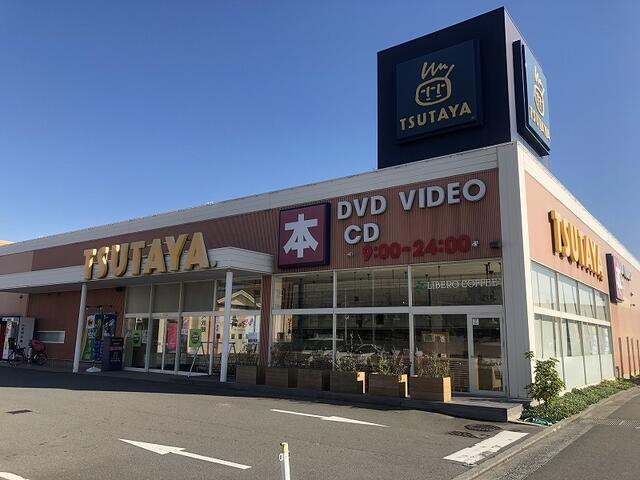 TSUTAYA
TSUTAYA
本
DVD VIDEO
CD
9:00-24:00
LIBERO COFFEE
TSUTAYA
TSUTAYA